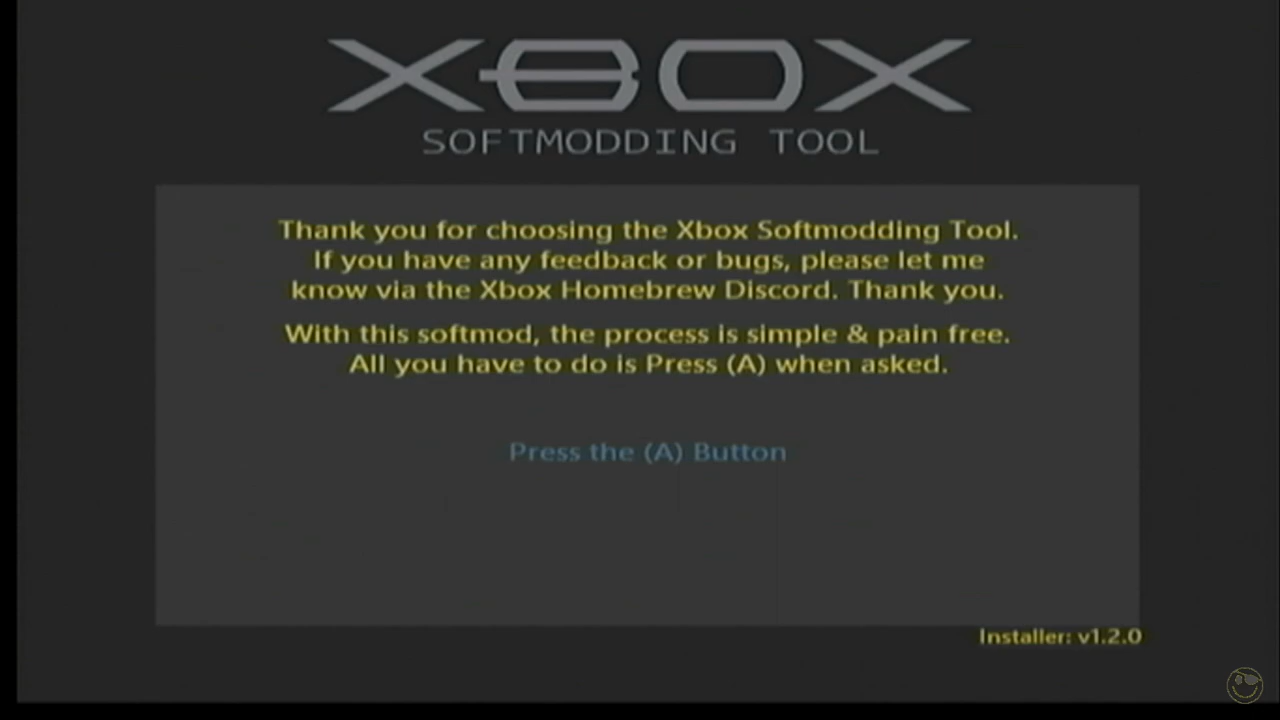 XBOX
SOFTMODDING TOOL
Thank you for choosing the Xbox Softmodding Tool.
If you have any feedback or bugs, please let me
know via the Xbox Homebrew Discord. Thank you.
With this softmod, the process is simple & pain free.
All you have to do is Press (A) when asked.
Press the (A) Button
Installer: v1.2.0